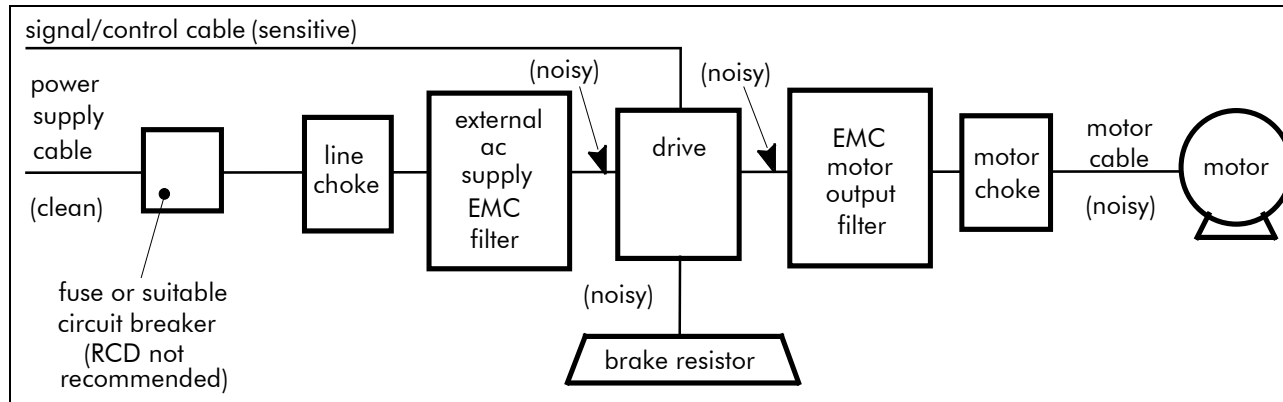 signal/control cable (sensitive)
power
supply
cable
(clean)
fuse or suitable
circuit breaker
(RCD not
recommended)
line
choke
external
ac
supply
EMC
filter
(noisy)
drive
(noisy)
brake resistor
(noisy)
EMC
motor
output
filter
motor
choke
motor
cable
(noisy)
motor